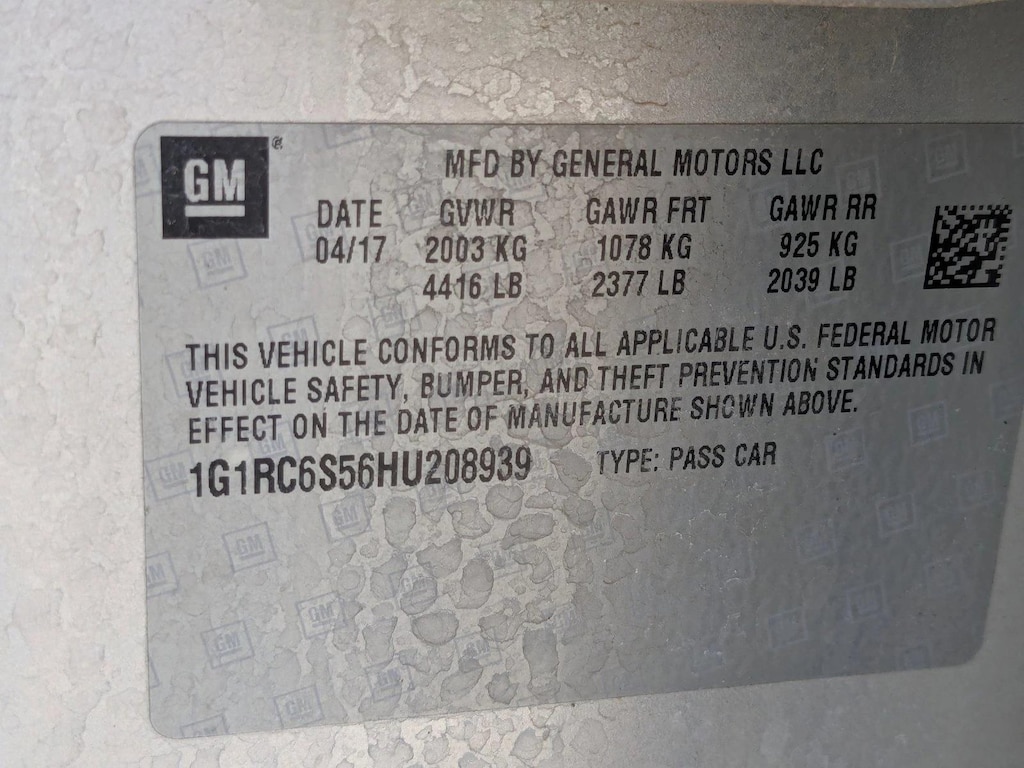 GM
MFD BY GENERAL MOTORS LLC
DATE GVWR GAWR FRT GAWR RR
04/17 2003 KG 1078 KG 925 KG
4416 LB 2377 LB 2039 LB
THIS VEHICLE CONFORMS TO ALL APPLICABLE U.S. FEDERAL MOTOR
VEHICLE SAFETY, BUMPER, AND THEFT PREVENTION STANDARDS IN
EFFECT ON THE DATE OF MANUFACTURE SHOWN ABOVE.
1G1RC6S56HU208939 TYPE: PASS CAR